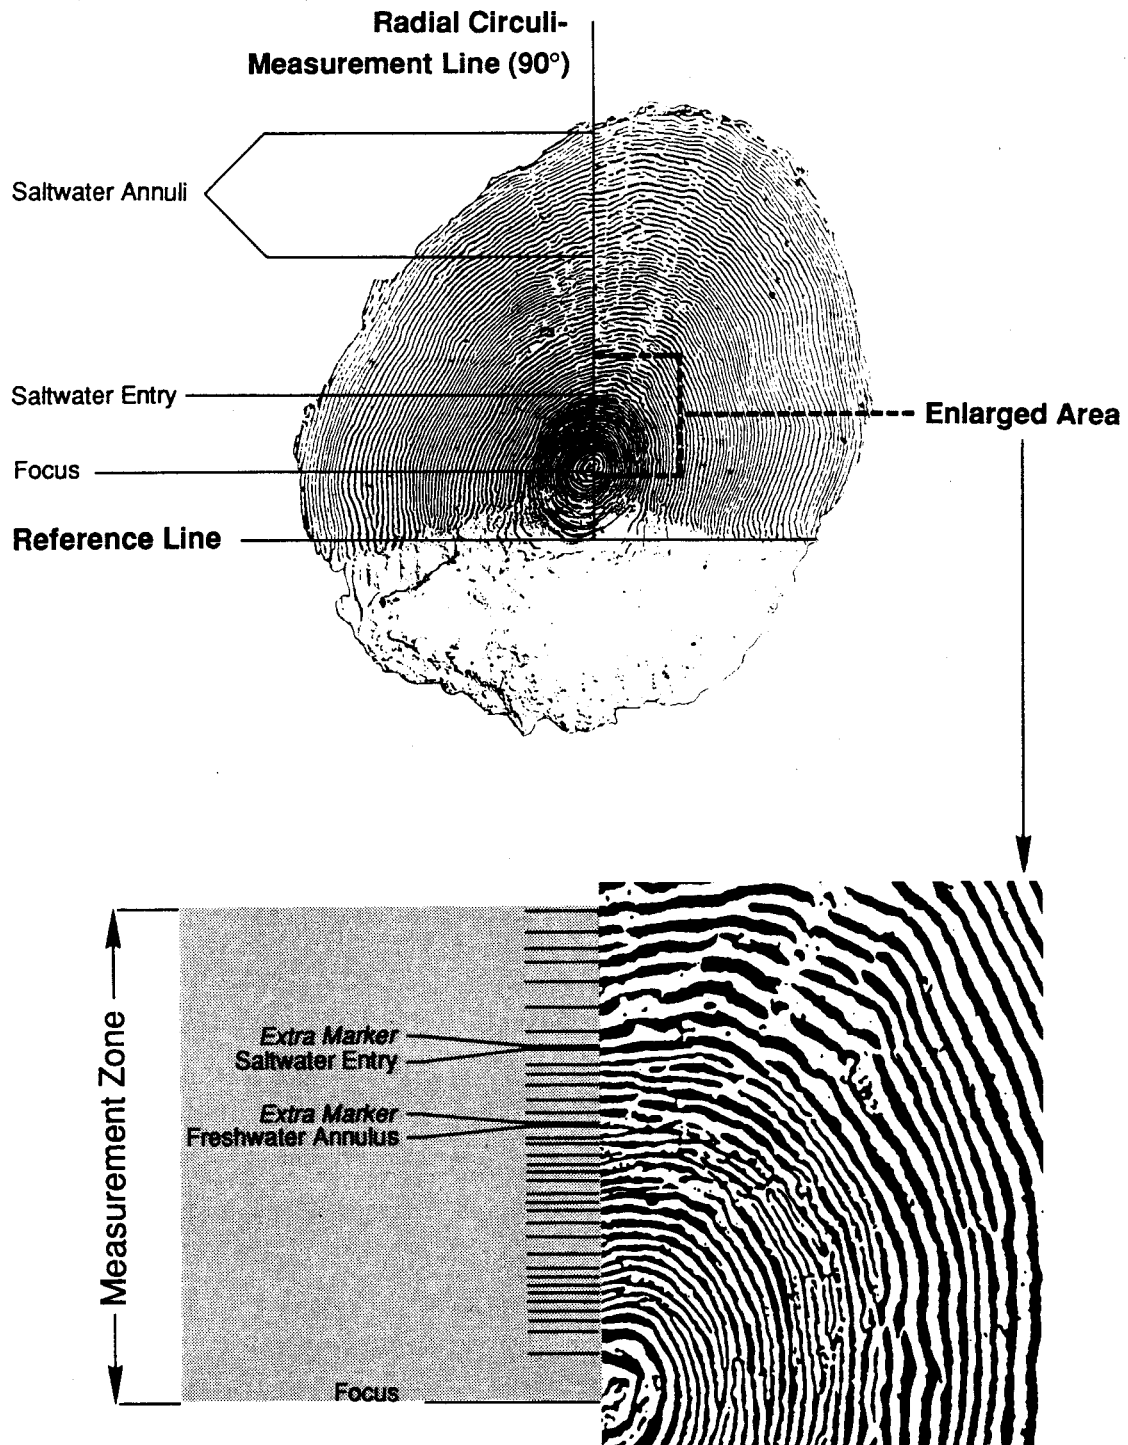 Radial Circuli-
Measurement Line (90°)
Saltwater Annuli
Saltwater Entry
Enlarged Area
Focus
Reference Line
Measurement Zone
Extra Marker
Saltwater Entry
Extra Marker
Freshwater Annulus
Focus